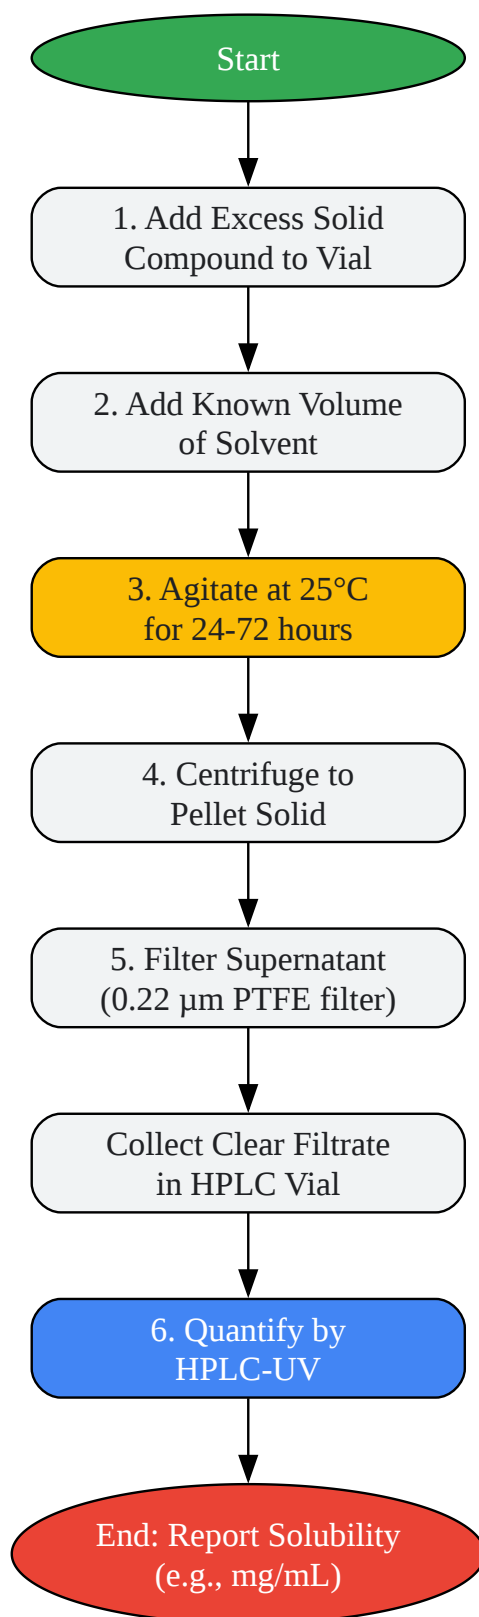 Start
1. Add Excess Solid
Compound to Vial
2. Add Known Volume
of Solvent
3. Agitate at 25°C
for 24-72 hours
4. Centrifuge to
Pellet Solid
5. Filter Supernatant
(0.22 µm PTFE filter)
Collect Clear Filtrate
in HPLC Vial
6. Quantify by
HPLC-UV
End: Report Solubility
(e.g., mg/mL)